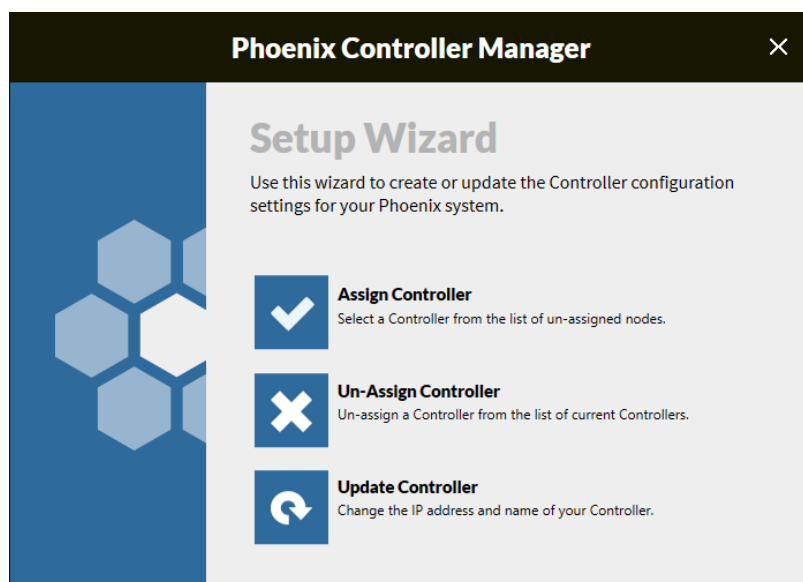 Phoenix Controller Manager
Setup Wizard
Use this wizard to create or update the Controller configuration
settings for your Phoenix system.
Assign Controller
Select a Controller from the list of un-assigned nodes.
Un-Assign Controller
Un-assign a Controller from the list of current Controllers.
Update Controller
Change the IP address and name of your Controller.